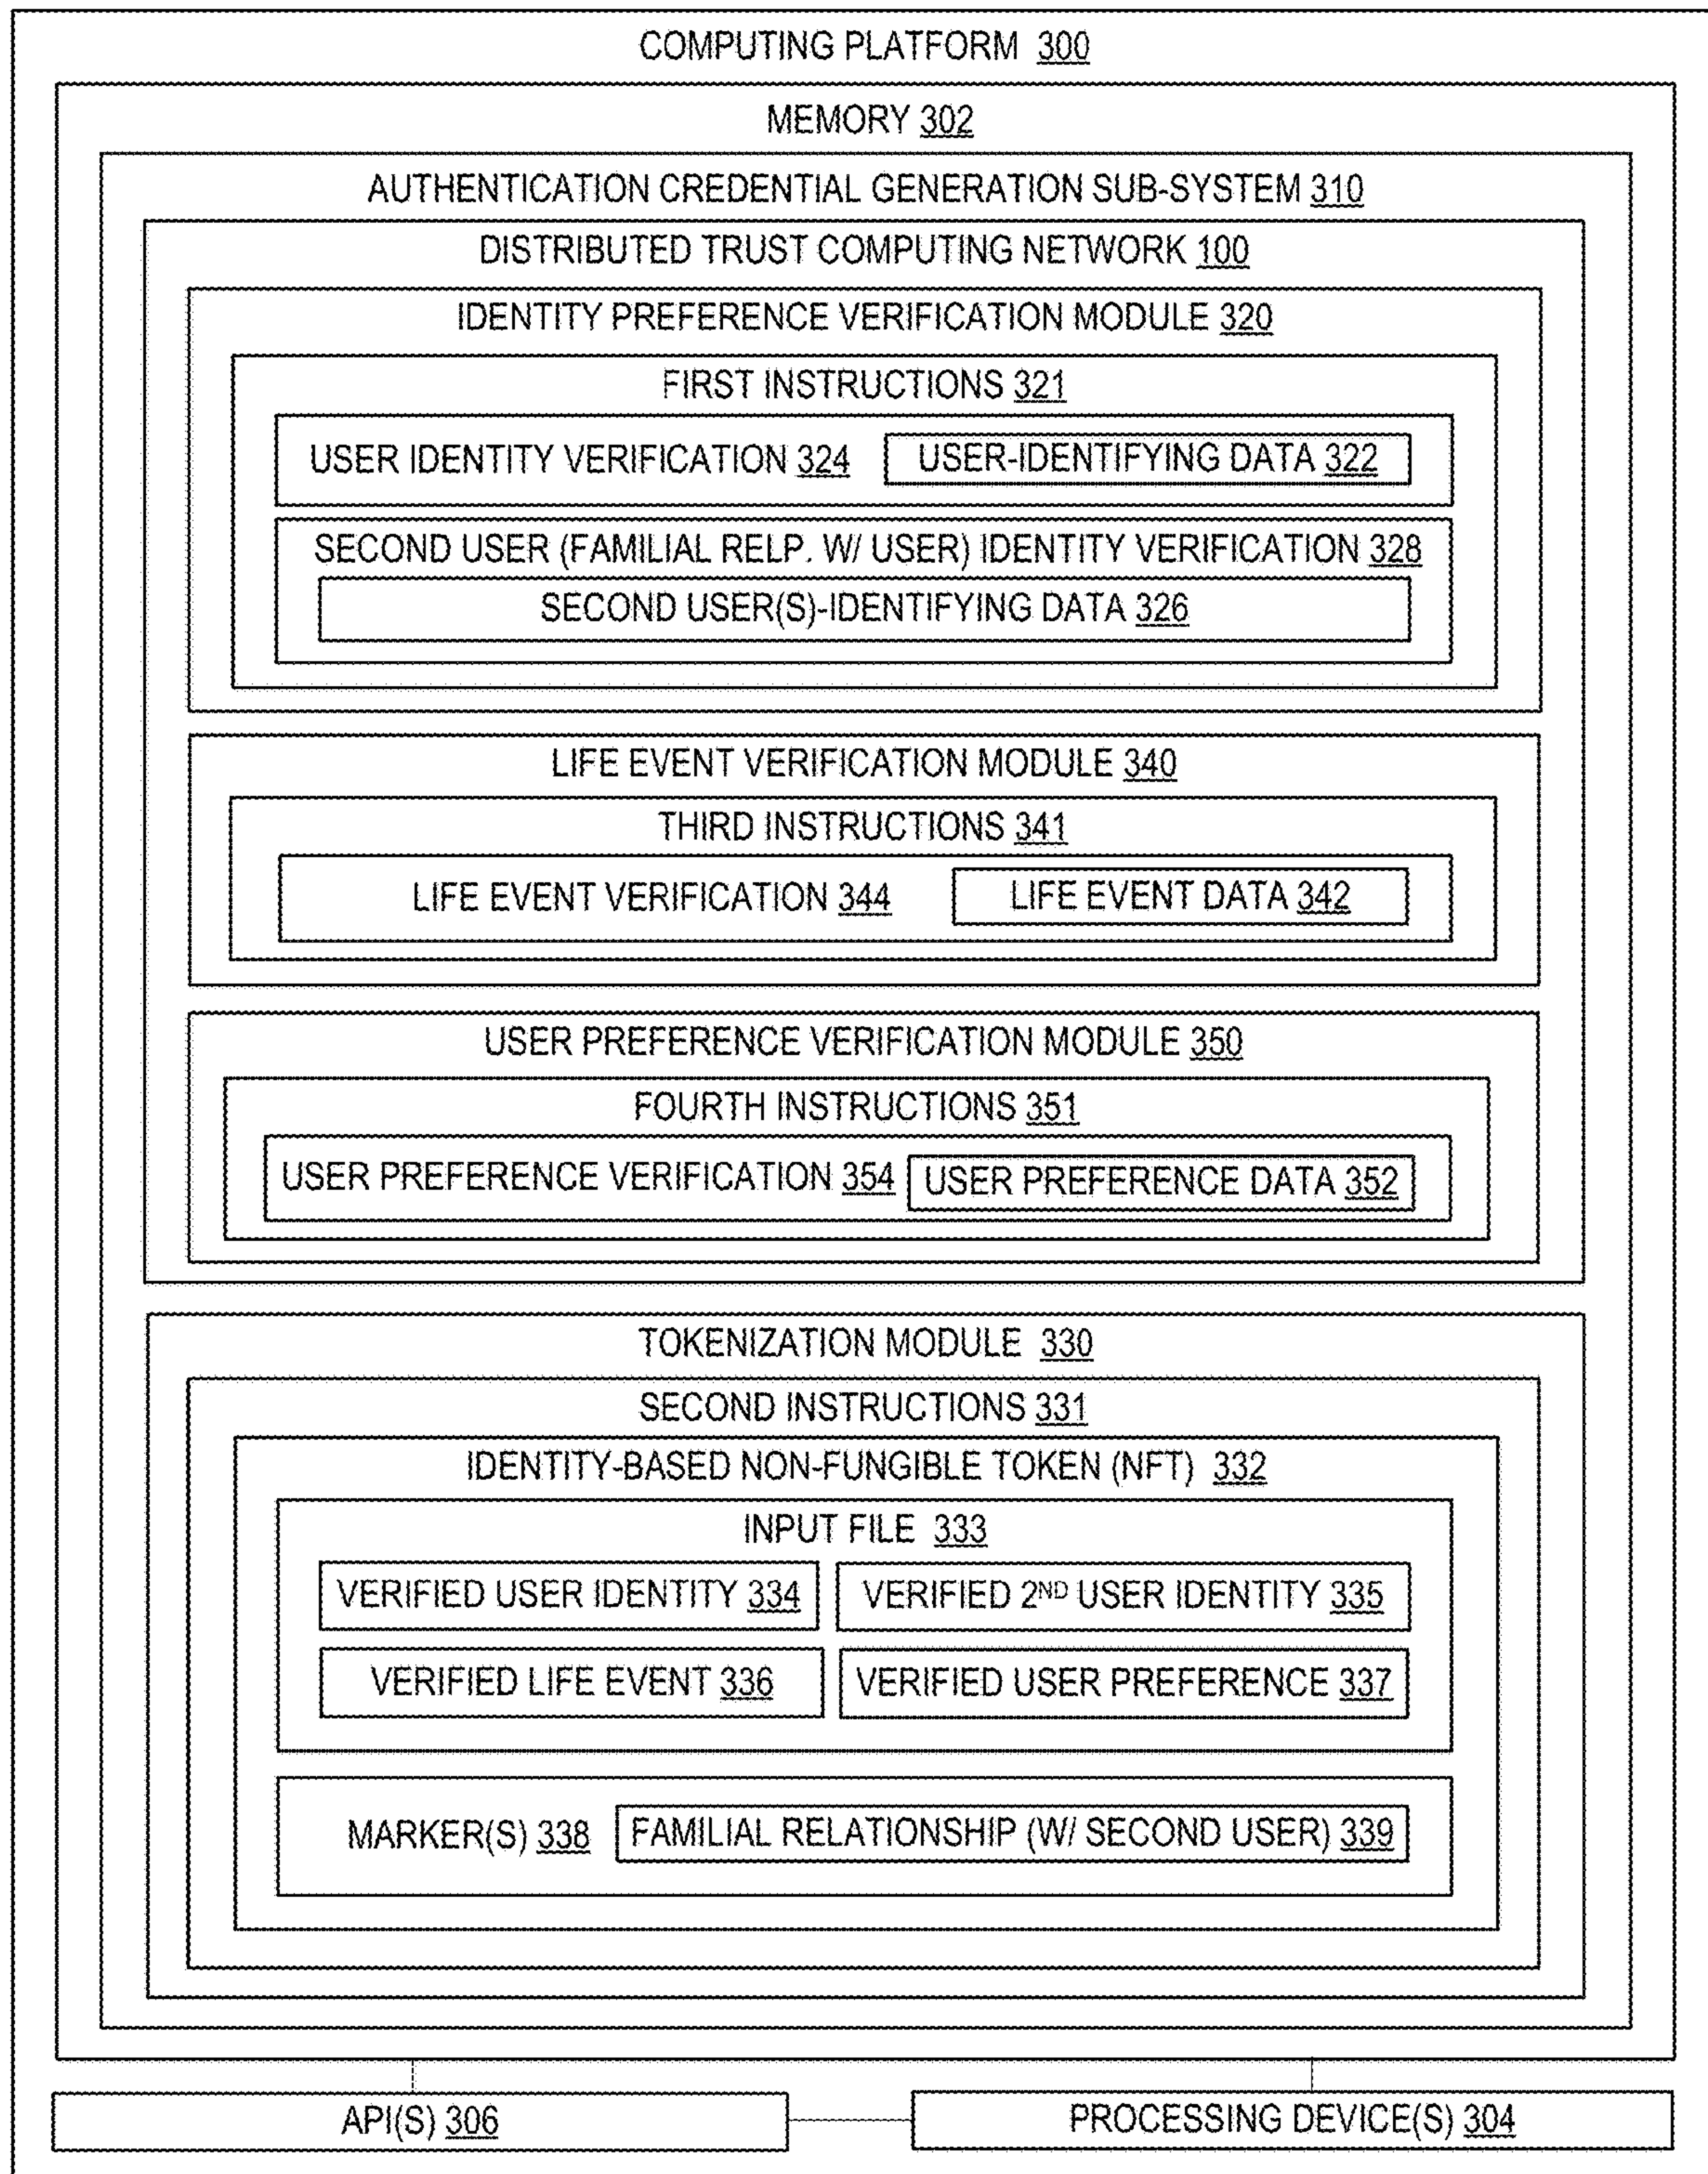 COMPUTING PLATFORM 300
MEMORY 302
AUTHENTICATION CREDENTIAL GENERATION SUB-SYSTEM 310
DISTRIBUTED TRUST COMPUTING NETWORK 100
IDENTITY PREFERENCE VERIFICATION MODULE 320
FIRST INSTRUCTIONS 321
USER IDENTITY VERIFICATION 324 USER-IDENTIFYING DATA 322
SECOND USER (FAMILIAL RELP. W/ USER) IDENTITY VERIFICATION 328
SECOND USER(S)-IDENTIFYING DATA 326
LIFE EVENT VERIFICATION MODULE 340
THIRD INSTRUCTIONS 341
LIFE EVENT VERIFICATION 344 LIFE EVENT DATA 342
USER PREFERENCE VERIFICATION MODULE 350
FOURTH INSTRUCTIONS 351
USER PREFERENCE VERIFICATION 354 USER PREFERENCE DATA 352
TOKENIZATION MODULE 330
SECOND INSTRUCTIONS 331
IDENTITY-BASED NON-FUNGIBLE TOKEN (NFT) 332
INPUT FILE 333
VERIFIED USER IDENTITY 334 VERIFIED 2ND USER IDENTITY 335
VERIFIED LIFE EVENT 336 VERIFIED USER PREFERENCE 337
MARKER(S) 338 FAMILIAL RELATIONSHIP (W/ SECOND USER) 339
API(S) 306 PROCESSING DEVICE(S) 304